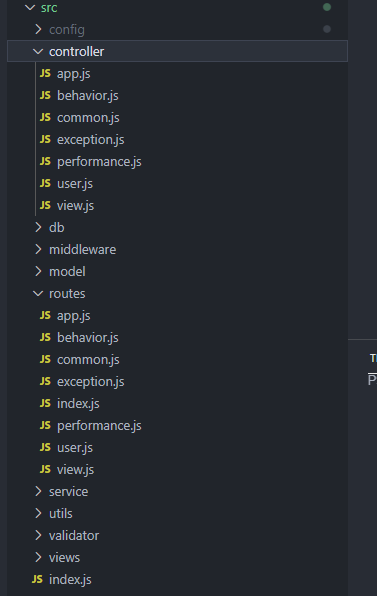 src
config
controller
JS app.js
JS behavior.js
JS common.js
JS exception.js
JS performance.js
JS user.js
JS view.js
db
middleware
model
routes
JS app.js
JS behavior.js
JS common.js
JS exception.js
JS index.js
JS performance.js
JS user.js
JS view.js
service
utils
validator
views
JS index.js